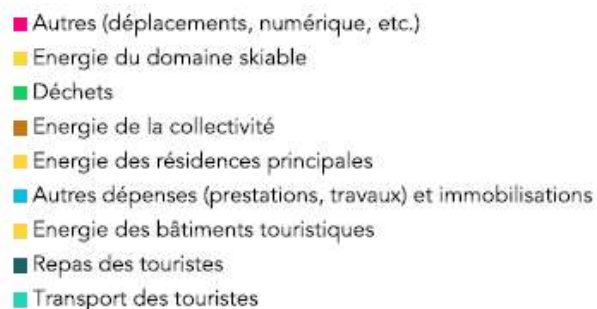 Autres (déplacements, numérique, etc.)
Energie du domaine skiable
Déchets
Energie de la collectivité
Energie des résidences principales
Autres dépenses (prestations, travaux) et immobilisations
Energie des bâtiments touristiques
Repas des touristes
Transport des touristes